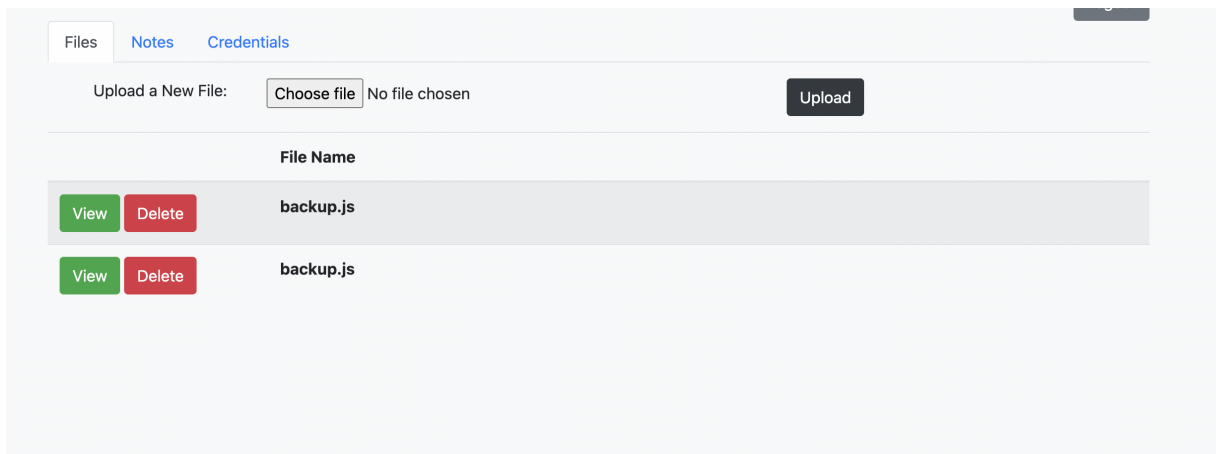 Files Notes Credentials
Upload a New File: Choose file No file chosen Upload
File Name
View Delete backup.js
View Delete backup.js